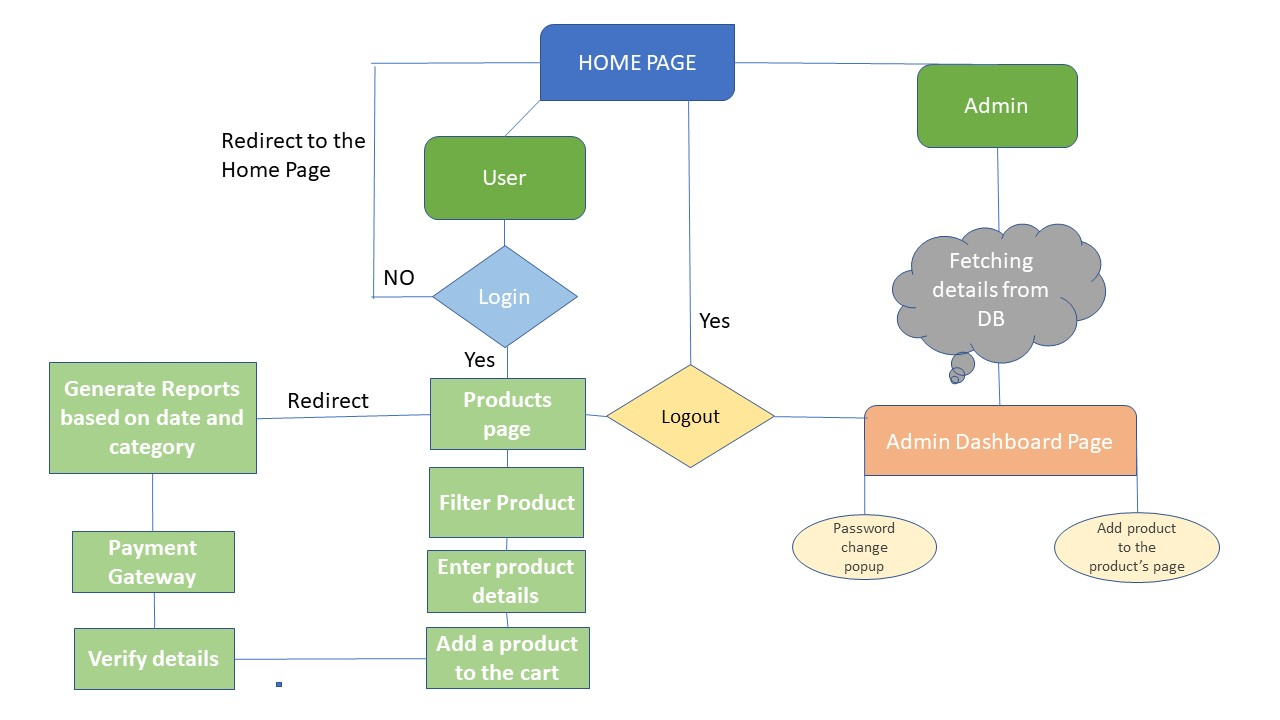 HOME PAGE
Admin
Redirect to the
Home Page
User
Fetching
details from
DB
NO
Login
Yes
Yes
Generate Reports
based on date and
category
Redirect
Products
page
Logout
Admin Dashboard Page
Filter Product
Password
change
popup
Add product
to the
product’s page
Payment
Gateway
Enter product
details
Verify details
Add a product
to the cart